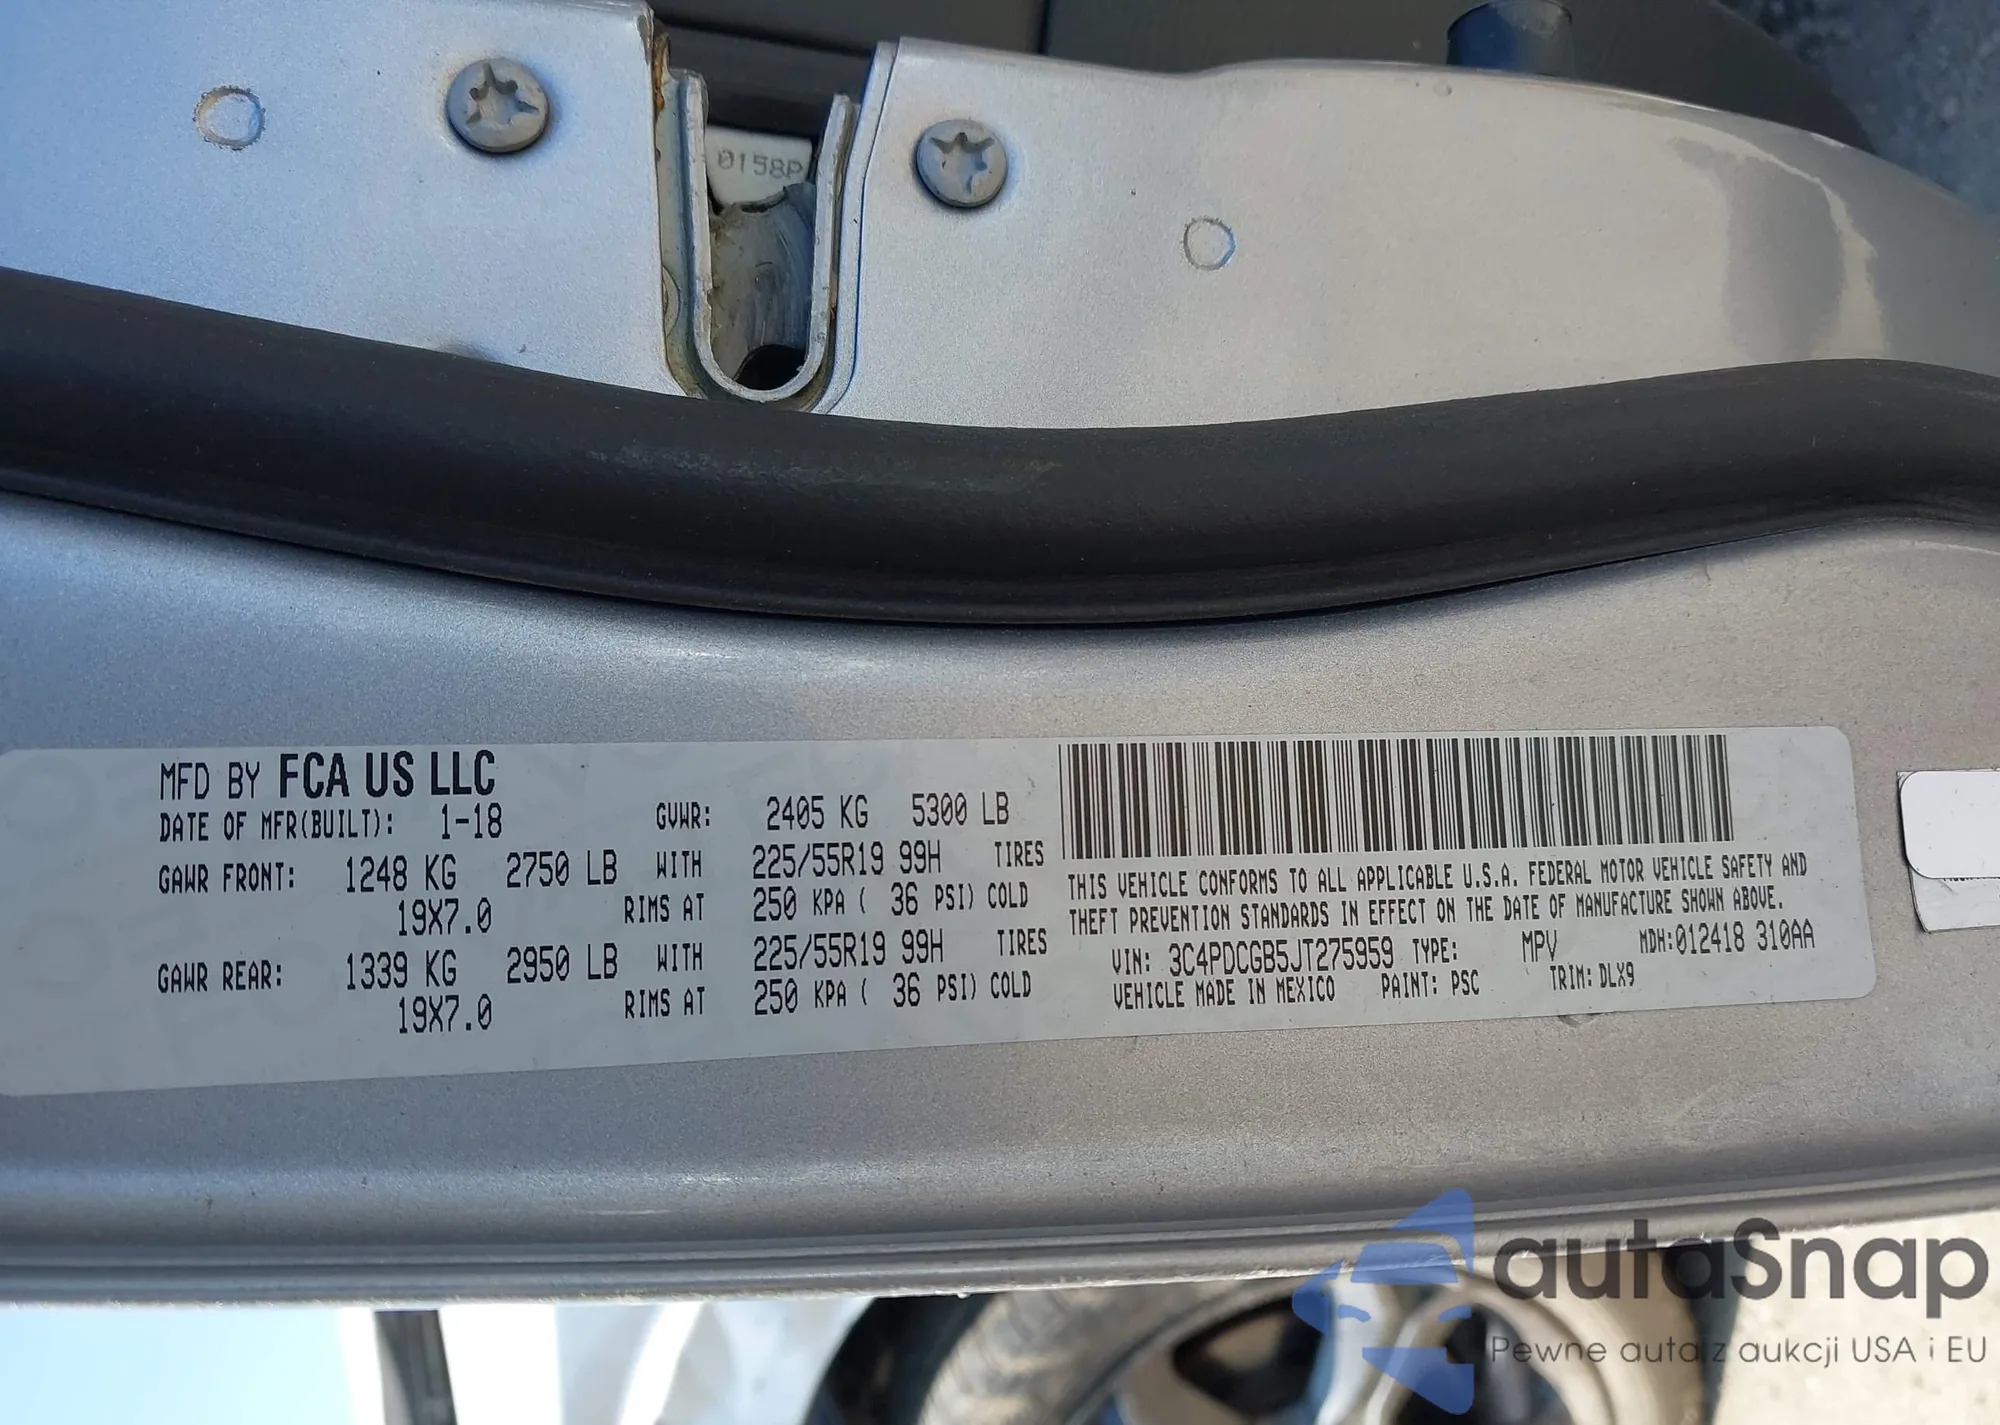 0158P
MFD BY FCA US LLC
DATE OF MFR(BUILT): 1-18 GVWR: 2405 KG 5300 LB
GAWR FRONT: 1248 KG 2750 LB WITH 225/55R19 99H TIRES
19X7.0 RIMS AT 250 KPA ( 36 PSI) COLD
GAWR REAR: 1339 KG 2950 LB WITH 225/55R19 99H TIRES
19X7.0 RIMS AT 250 KPA ( 36 PSI) COLD
THIS VEHICLE CONFORMS TO ALL APPLICABLE U.S.A. FEDERAL MOTOR VEHICLE SAFETY AND
THEFT PREVENTION STANDARDS IN EFFECT ON THE DATE OF MANUFACTURE SHOWN ABOVE.
VIN: 3C4PDCGB5JT275959 TYPE: MPV MDH:012418 310AA
VEHICLE MADE IN MEXICO PAINT: PSC TRIM: DLX9
autaSnap
Pewne auta z aukcji USA i EU